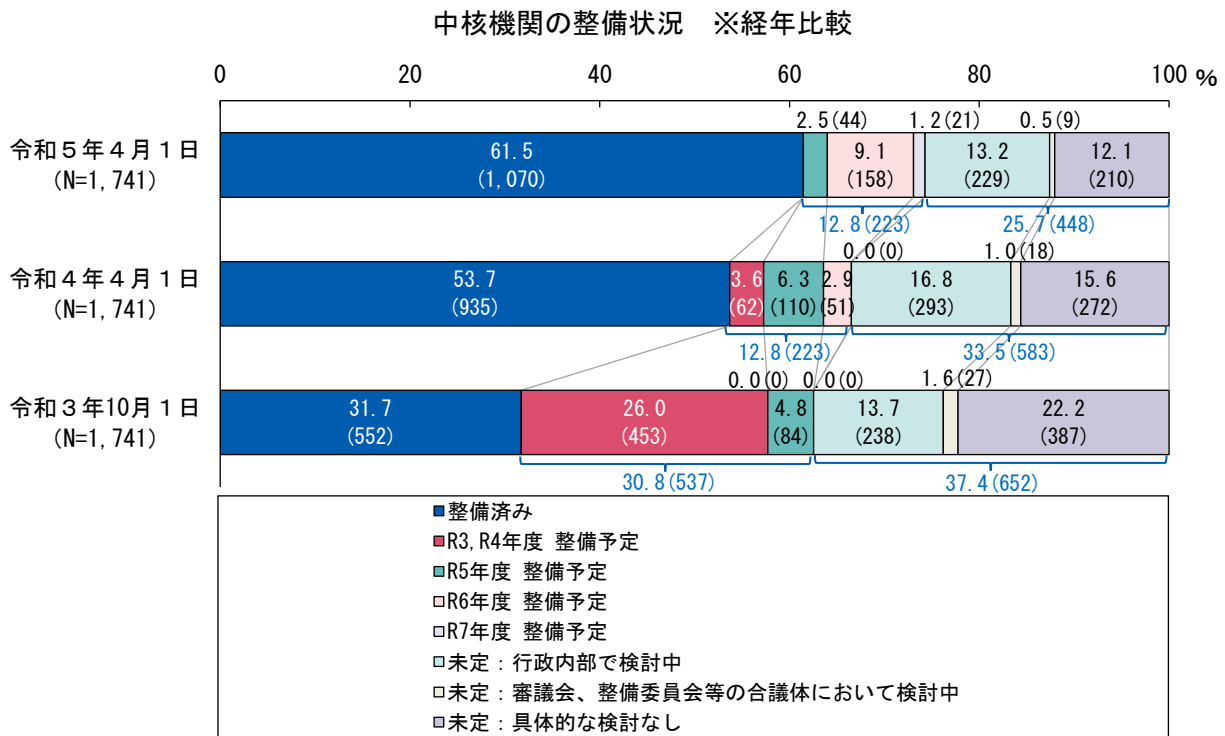 中核機関の整備状況　※経年比較
0 20 40 60 80 100 %
2.5(44) 1.2(21) 0.5(9)
令和５年４月１日
(N=1,741)
61.5
(1,070)
9.1
(158)
13.2
(229)
12.1
(210)
12.8(223) 25.7(448)
0.0(0) 1.0(18)
令和４年４月１日
(N=1,741)
53.7
(935)
3.6
(62)
6.3
(110)
2.9
(51)
16.8
(293)
15.6
(272)
12.8(223) 33.5(583)
0.0(0) 0.0(0) 1.6(27)
令和３年10月１日
(N=1,741)
31.7
(552)
26.0
(453)
4.8
(84)
13.7
(238)
22.2
(387)
30.8(537) 37.4(652)
整備済み
R3,R4年度 整備予定
R5年度 整備予定
R6年度 整備予定
R7年度 整備予定
未定：行政内部で検討中
未定：審議会、整備委員会等の合議体において検討中
未定：具体的な検討なし